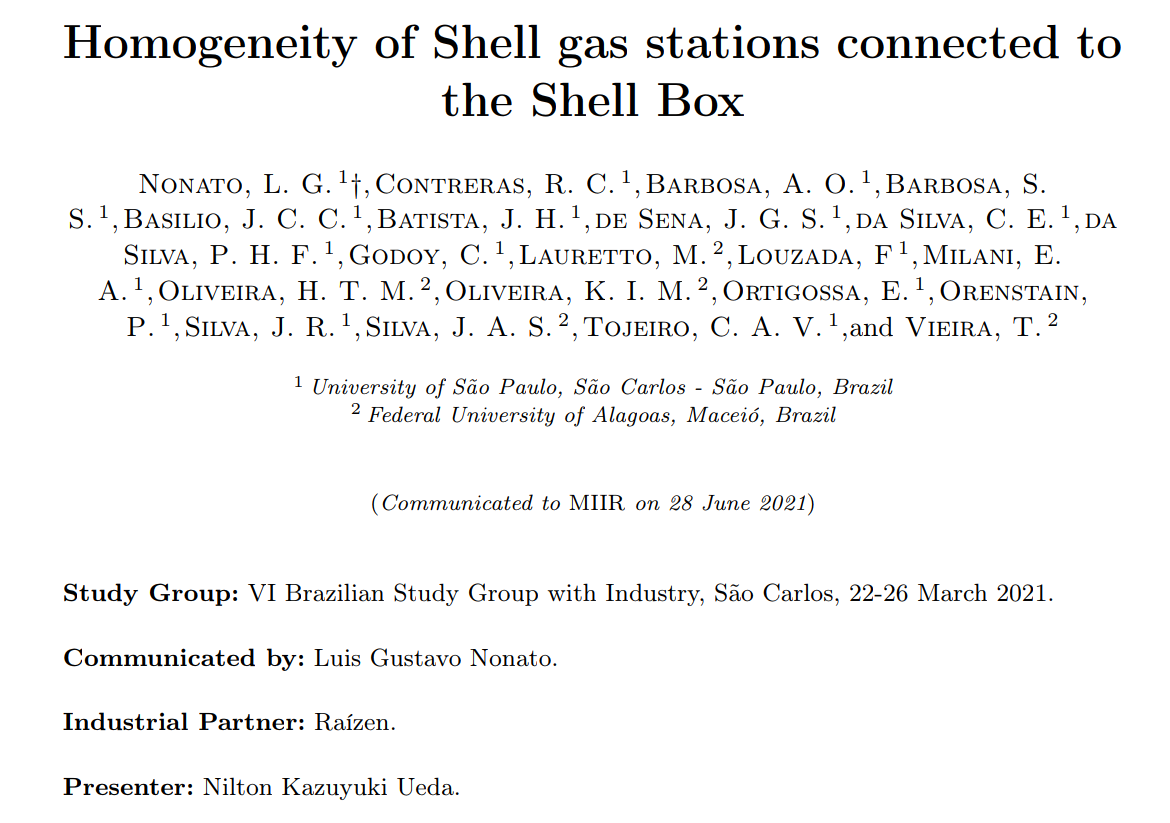 Homogeneity of Shell gas stations connected to
the Shell Box
Nonato, L. G. ¹†, Contreras, R. C. ¹, Barbosa, A. O. ¹, Barbosa, S.
S. ¹, Basilio, J. C. C. ¹, Batista, J. H. ¹, de Sena, J. G. S. ¹, da Silva, C. E. ¹, da
Silva, P. H. F. ¹, Godoy, C. ¹, Lauretto, M. ², Louzada, F ¹, Milani, E.
A. ¹, Oliveira, H. T. M. ², Oliveira, K. I. M. ², Ortigossa, E. ¹, Orenstain,
P. ¹, Silva, J. R. ¹, Silva, J. A. S. ², Tojeiro, C. A. V. ¹,and Vieira, T. ²
¹ University of São Paulo, São Carlos - São Paulo, Brazil
² Federal University of Alagoas, Maceió, Brazil
(Communicated to MIIR on 28 June 2021)
Study Group: VI Brazilian Study Group with Industry, São Carlos, 22-26 March 2021.
Communicated by: Luis Gustavo Nonato.
Industrial Partner: Raízen.
Presenter: Nilton Kazuyuki Ueda.